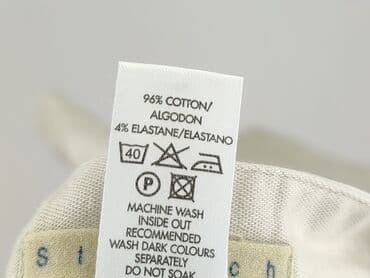 96% COTTON/
ALGODON
4% ELASTANE/ELASTANO
40
P
MACHINE WASH
INSIDE OUT
RECOMMENDED
WASH DARK COLOURS
SEPARATELY
DO NOT SOAK